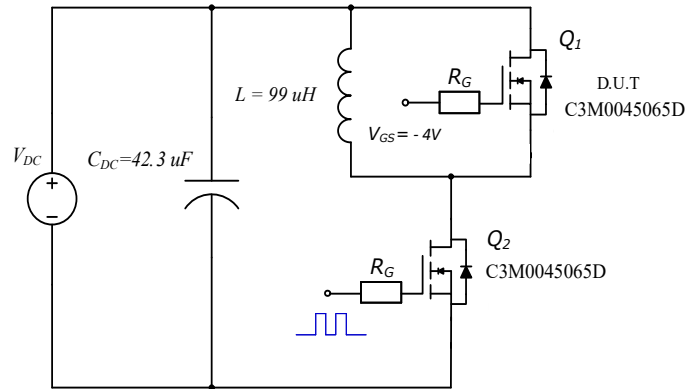 Q1
RG
L = 99 uH
D.U.T
C3M0045065D
VGS = - 4V
VDC
CDC=42.3 uF
+
−
Q2
RG
C3M0045065D